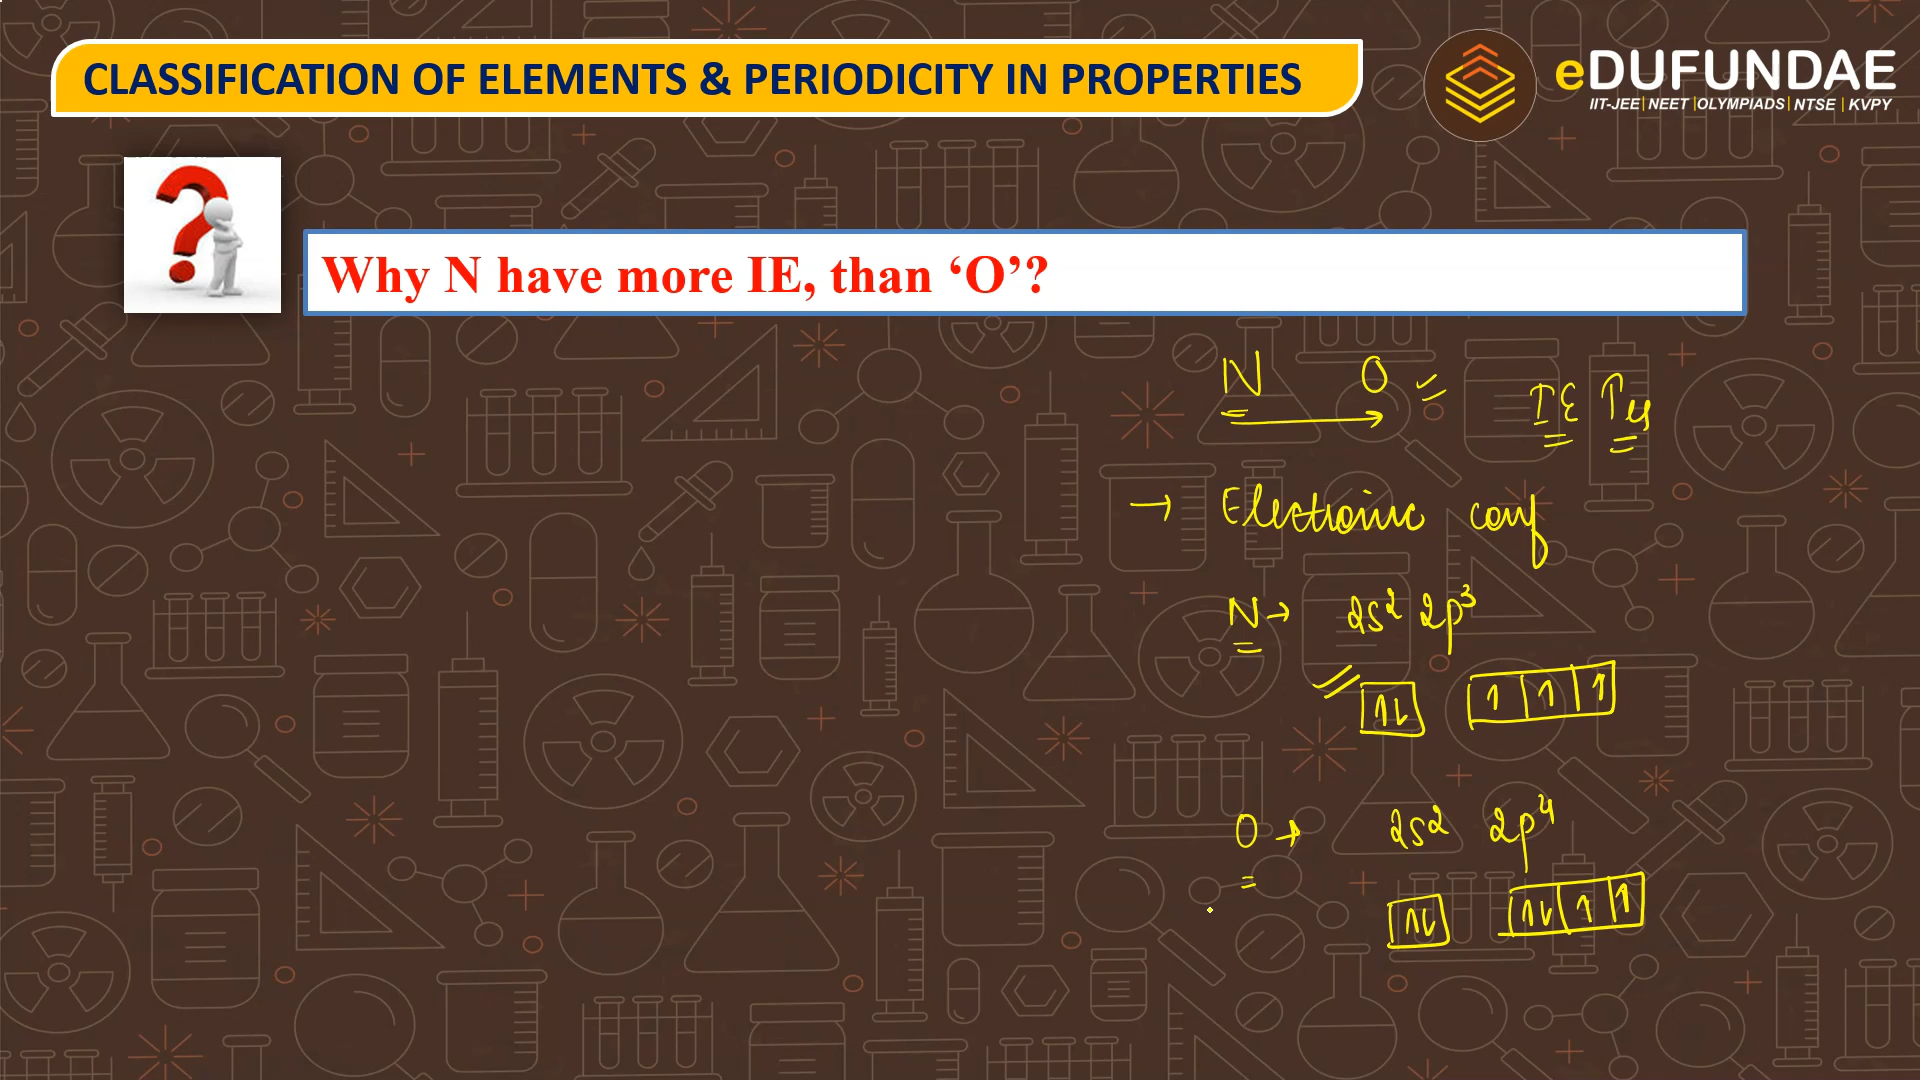 CLASSIFICATION OF ELEMENTS & PERIODICITY IN PROPERTIES
eDUFUNDAE
IIT-JEE | NEET | OLYMPIADS | NTSE | KVPY
Why N have more IE, than ‘O’?
N O IE ↑
→ Electronic conf
N → 2s² 2p³
↑↓ ↑ ↑ ↑
O → 2s² 2p⁴
↑↓ ↑↓ ↑ ↑